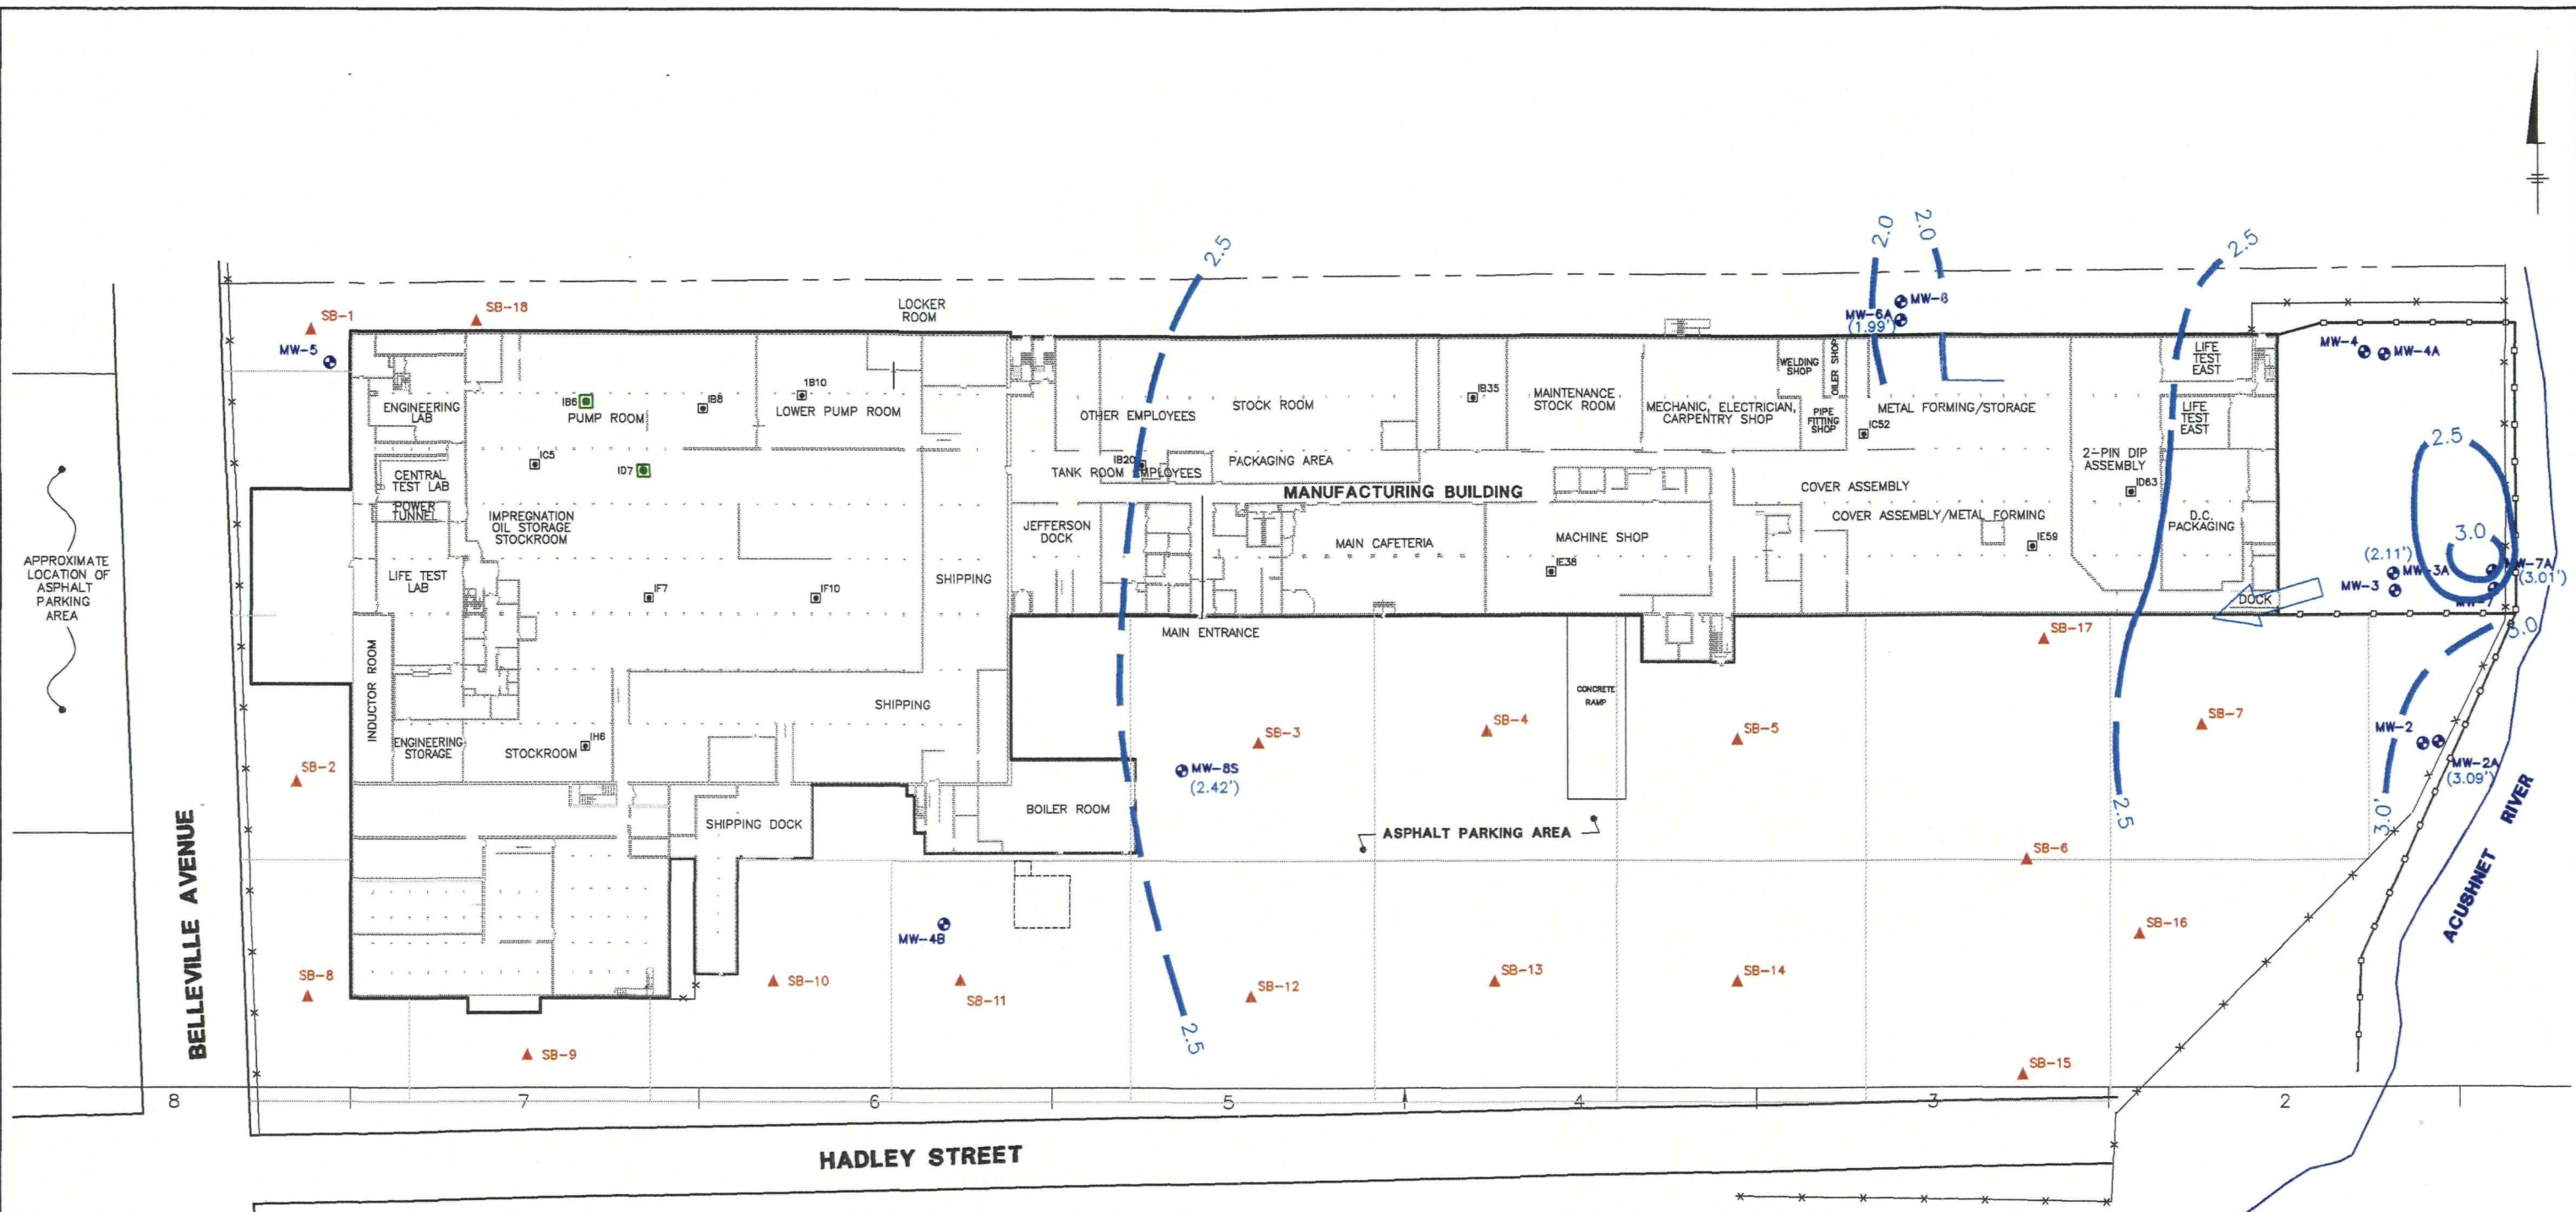 2.5
2.0
2.0
2.5
LOCKER
ROOM
SB-1
SB-18
MW-5
MW-6
MW-6A
(1.99')
MW-4
MW-4A
ENGINEERING
LAB
IB6
PUMP ROOM
IB8
1B10
LOWER PUMP ROOM
OTHER EMPLOYEES
STOCK ROOM
IB35
MAINTENANCE
STOCK ROOM
WELDING
SHOP
OILER SHOP
MECHANIC, ELECTRICIAN,
CARPENTRY SHOP
PIPE
FITTING
SHOP
METAL FORMING/STORAGE
IC52
LIFE
TEST
EAST
LIFE
TEST
EAST
2.5
IC5
ID7
IB20
TANK ROOM EMPLOYEES
PACKAGING AREA
2-PIN DIP
ASSEMBLY
ID63
CENTRAL
TEST LAB
POWER
TUNNEL
MANUFACTURING BUILDING
COVER ASSEMBLY
IMPREGNATION
OIL STORAGE
STOCKROOM
JEFFERSON
DOCK
COVER ASSEMBLY/METAL FORMING
D.C.
PACKAGING
MAIN CAFETERIA
MACHINE SHOP
IE59
IE38
3.0
(2.11')
MW-3A
MW-7A
(3.01')
MW-3
MW-7
APPROXIMATE
LOCATION OF
ASPHALT
PARKING
AREA
LIFE TEST
LAB
SHIPPING
IF7
IF10
DOCK
3.0
MAIN ENTRANCE
SB-17
INDUCTOR ROOM
SHIPPING
CONCRETE
RAMP
ENGINEERING
STORAGE
STOCKROOM
IH6
SB-3
SB-4
SB-5
SB-7
MW-2
MW-2A
(3.09')
SB-2
MW-8S
(2.42')
2.5
3.0'
BOILER ROOM
SHIPPING DOCK
ASPHALT PARKING AREA
SB-6
BELLEVILLE AVENUE
ACUSHNET RIVER
MW-4B
SB-16
SB-8
SB-10
SB-11
SB-12
SB-13
SB-14
2.5
SB-9
SB-15
8
7
6
5
4
3
2
HADLEY STREET